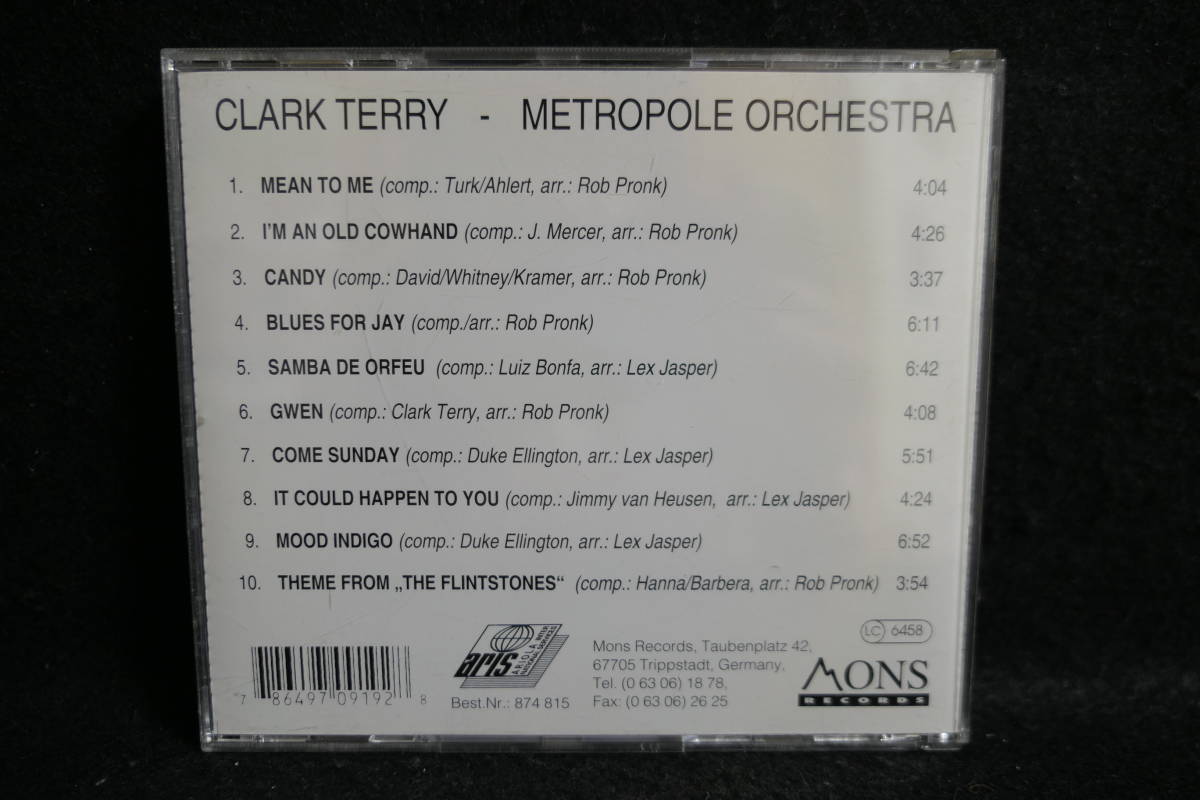 CLARK TERRY - METROPOLE ORCHESTRA
1. MEAN TO ME (comp.: Turk/Ahlert, arr.: Rob Pronk) 4:04
2. I'M AN OLD COWHAND (comp.: J. Mercer, arr.: Rob Pronk) 4:26
3. CANDY (comp.: David/Whitney/Kramer, arr.: Rob Pronk) 3:37
4. BLUES FOR JAY (comp./arr.: Rob Pronk) 6:11
5. SAMBA DE ORFEU (comp.: Luiz Bonfa, arr.: Lex Jasper) 6:42
6. GWEN (comp.: Clark Terry, arr.: Rob Pronk) 4:08
7. COME SUNDAY (comp.: Duke Ellington, arr.: Lex Jasper) 5:51
8. IT COULD HAPPEN TO YOU (comp.: Jimmy van Heusen, arr.: Lex Jasper) 4:24
9. MOOD INDIGO (comp.: Duke Ellington, arr.: Lex Jasper) 6:52
10. THEME FROM „THE FLINTSTONES“ (comp.: Hanna/Barbera, arr.: Rob Pronk) 3:54
7 86497 09192 8
aris
ARIOLA INTER
NATIONAL SERVICES
Best.Nr.: 874 815
Mons Records, Taubenplatz 42,
67705 Trippstadt, Germany,
Tel. (0 63 06) 18 78,
Fax: (0 63 06) 26 25
LC 6458
MONS
RECORDS